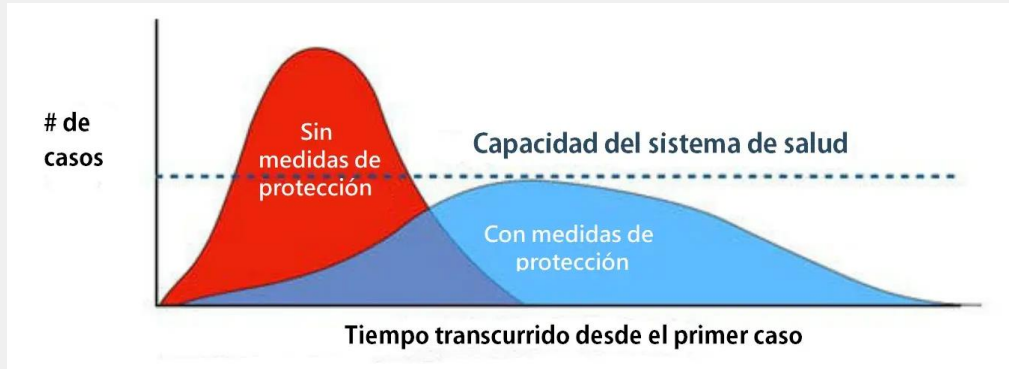 # de
casos
Sin
medidas de
protección
Capacidad del sistema de salud
Con medidas de
protección
Tiempo transcurrido desde el primer caso